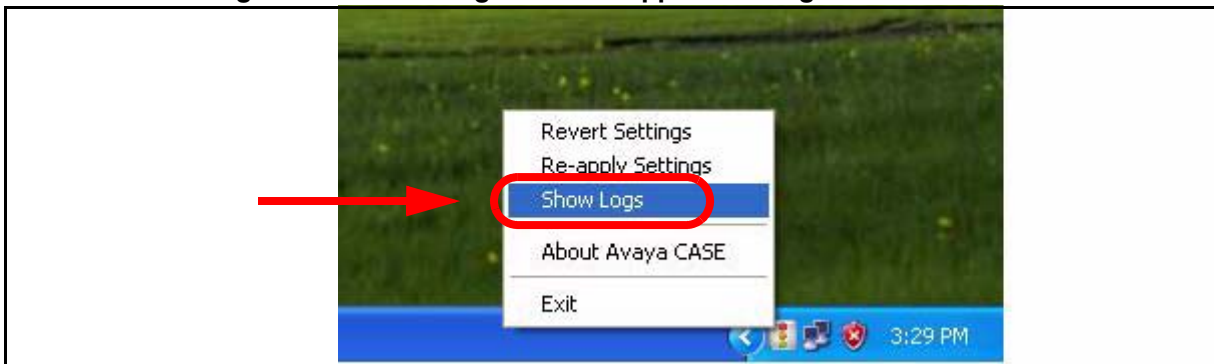 Revert Settings
Re-apply Settings
Show Logs
About Avaya CASE
Exit
3:29 PM